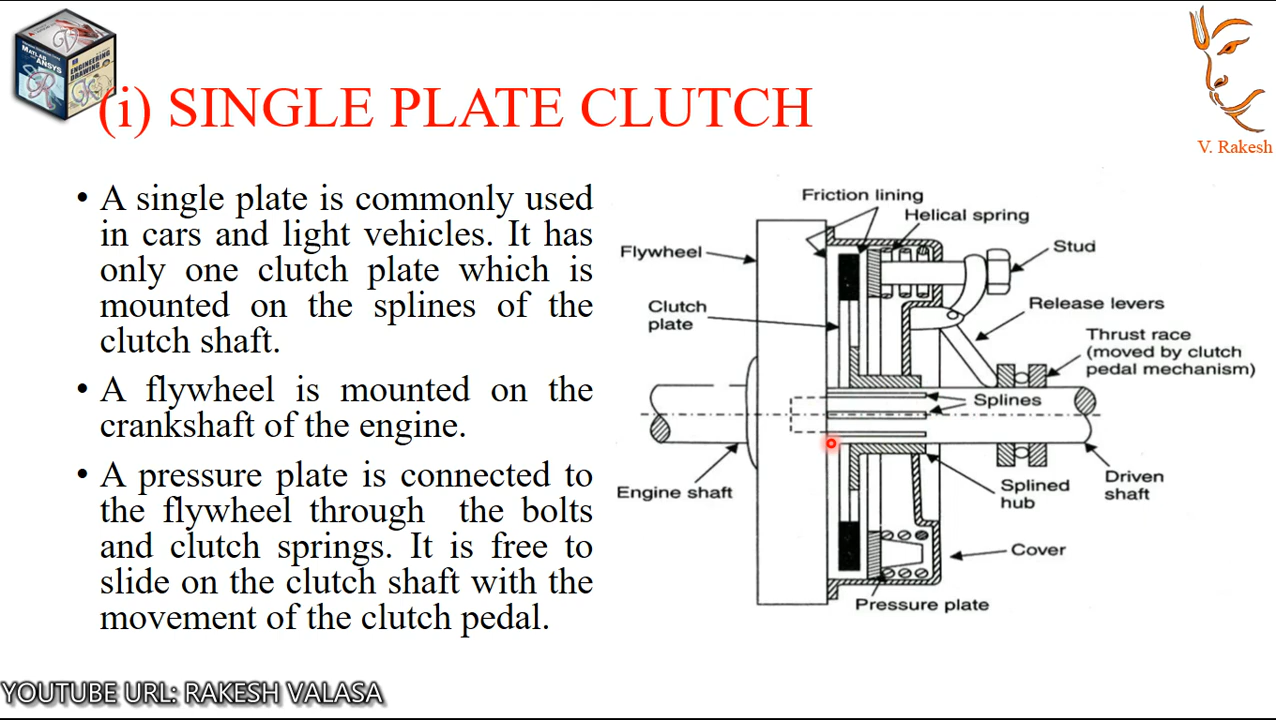 MATLAB
ANSYS
ENGINEERING
DRAWING
V. Rakesh
(i) SINGLE PLATE CLUTCH
• A single plate is commonly used
in cars and light vehicles. It has
only one clutch plate which is
mounted on the splines of the
clutch shaft.
• A flywheel is mounted on the
crankshaft of the engine.
• A pressure plate is connected to
the flywheel through the bolts
and clutch springs. It is free to
slide on the clutch shaft with the
movement of the clutch pedal.
Friction lining
Helical spring
Flywheel
Stud
Clutch
plate
Release levers
Thrust race
(moved by clutch
pedal mechanism)
Splines
Engine shaft
Splined
hub
Driven
shaft
Cover
Pressure plate
YOUTUBE URL: RAKESH VALASA